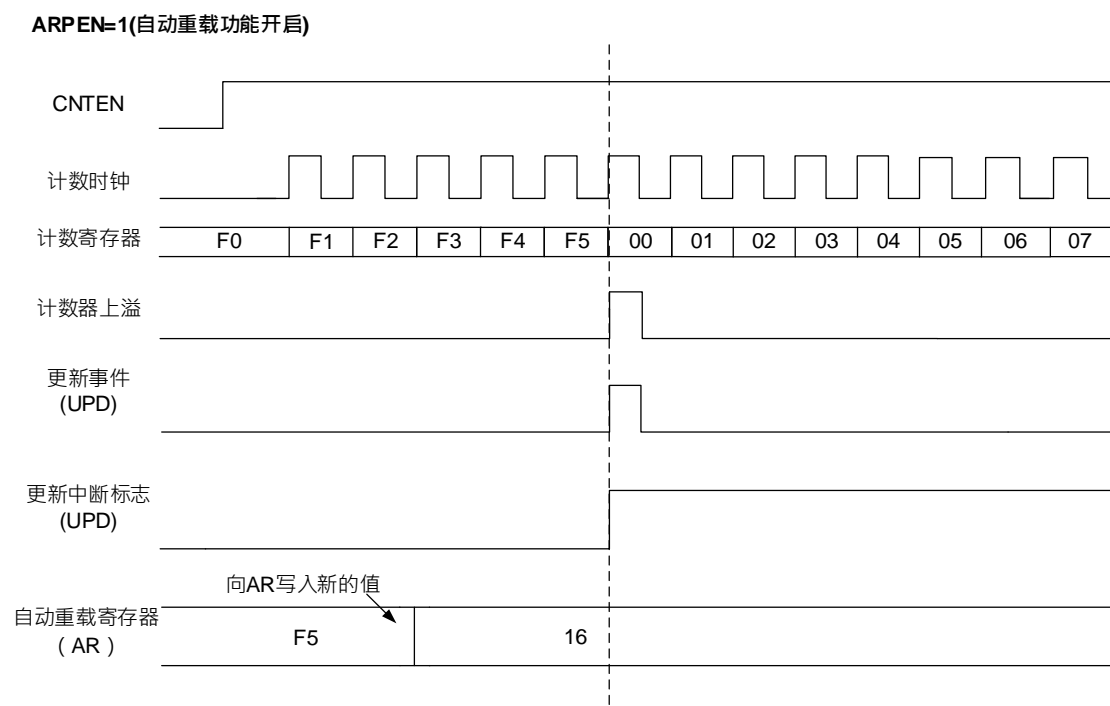 ARPEN=1(自动重载功能开启)
CNTEN
计数时钟
计数寄存器 F0 F1 F2 F3 F4 F5 00 01 02 03 04 05 06 07
计数器上溢
更新事件
(UPD)
更新中断标志
(UPD)
向AR写入新的值
自动重载寄存器
（AR） F5 16